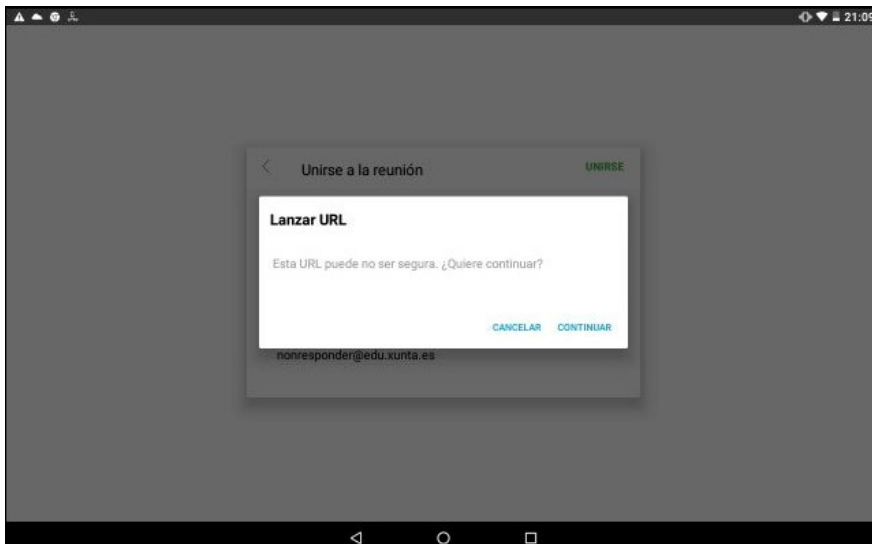 21:09
Unirse a la reunión UNIRSE
Lanzar URL
Esta URL puede no ser segura. ¿Quiere continuar?
CANCELAR CONTINUAR
nonresponder@edu.xunta.es